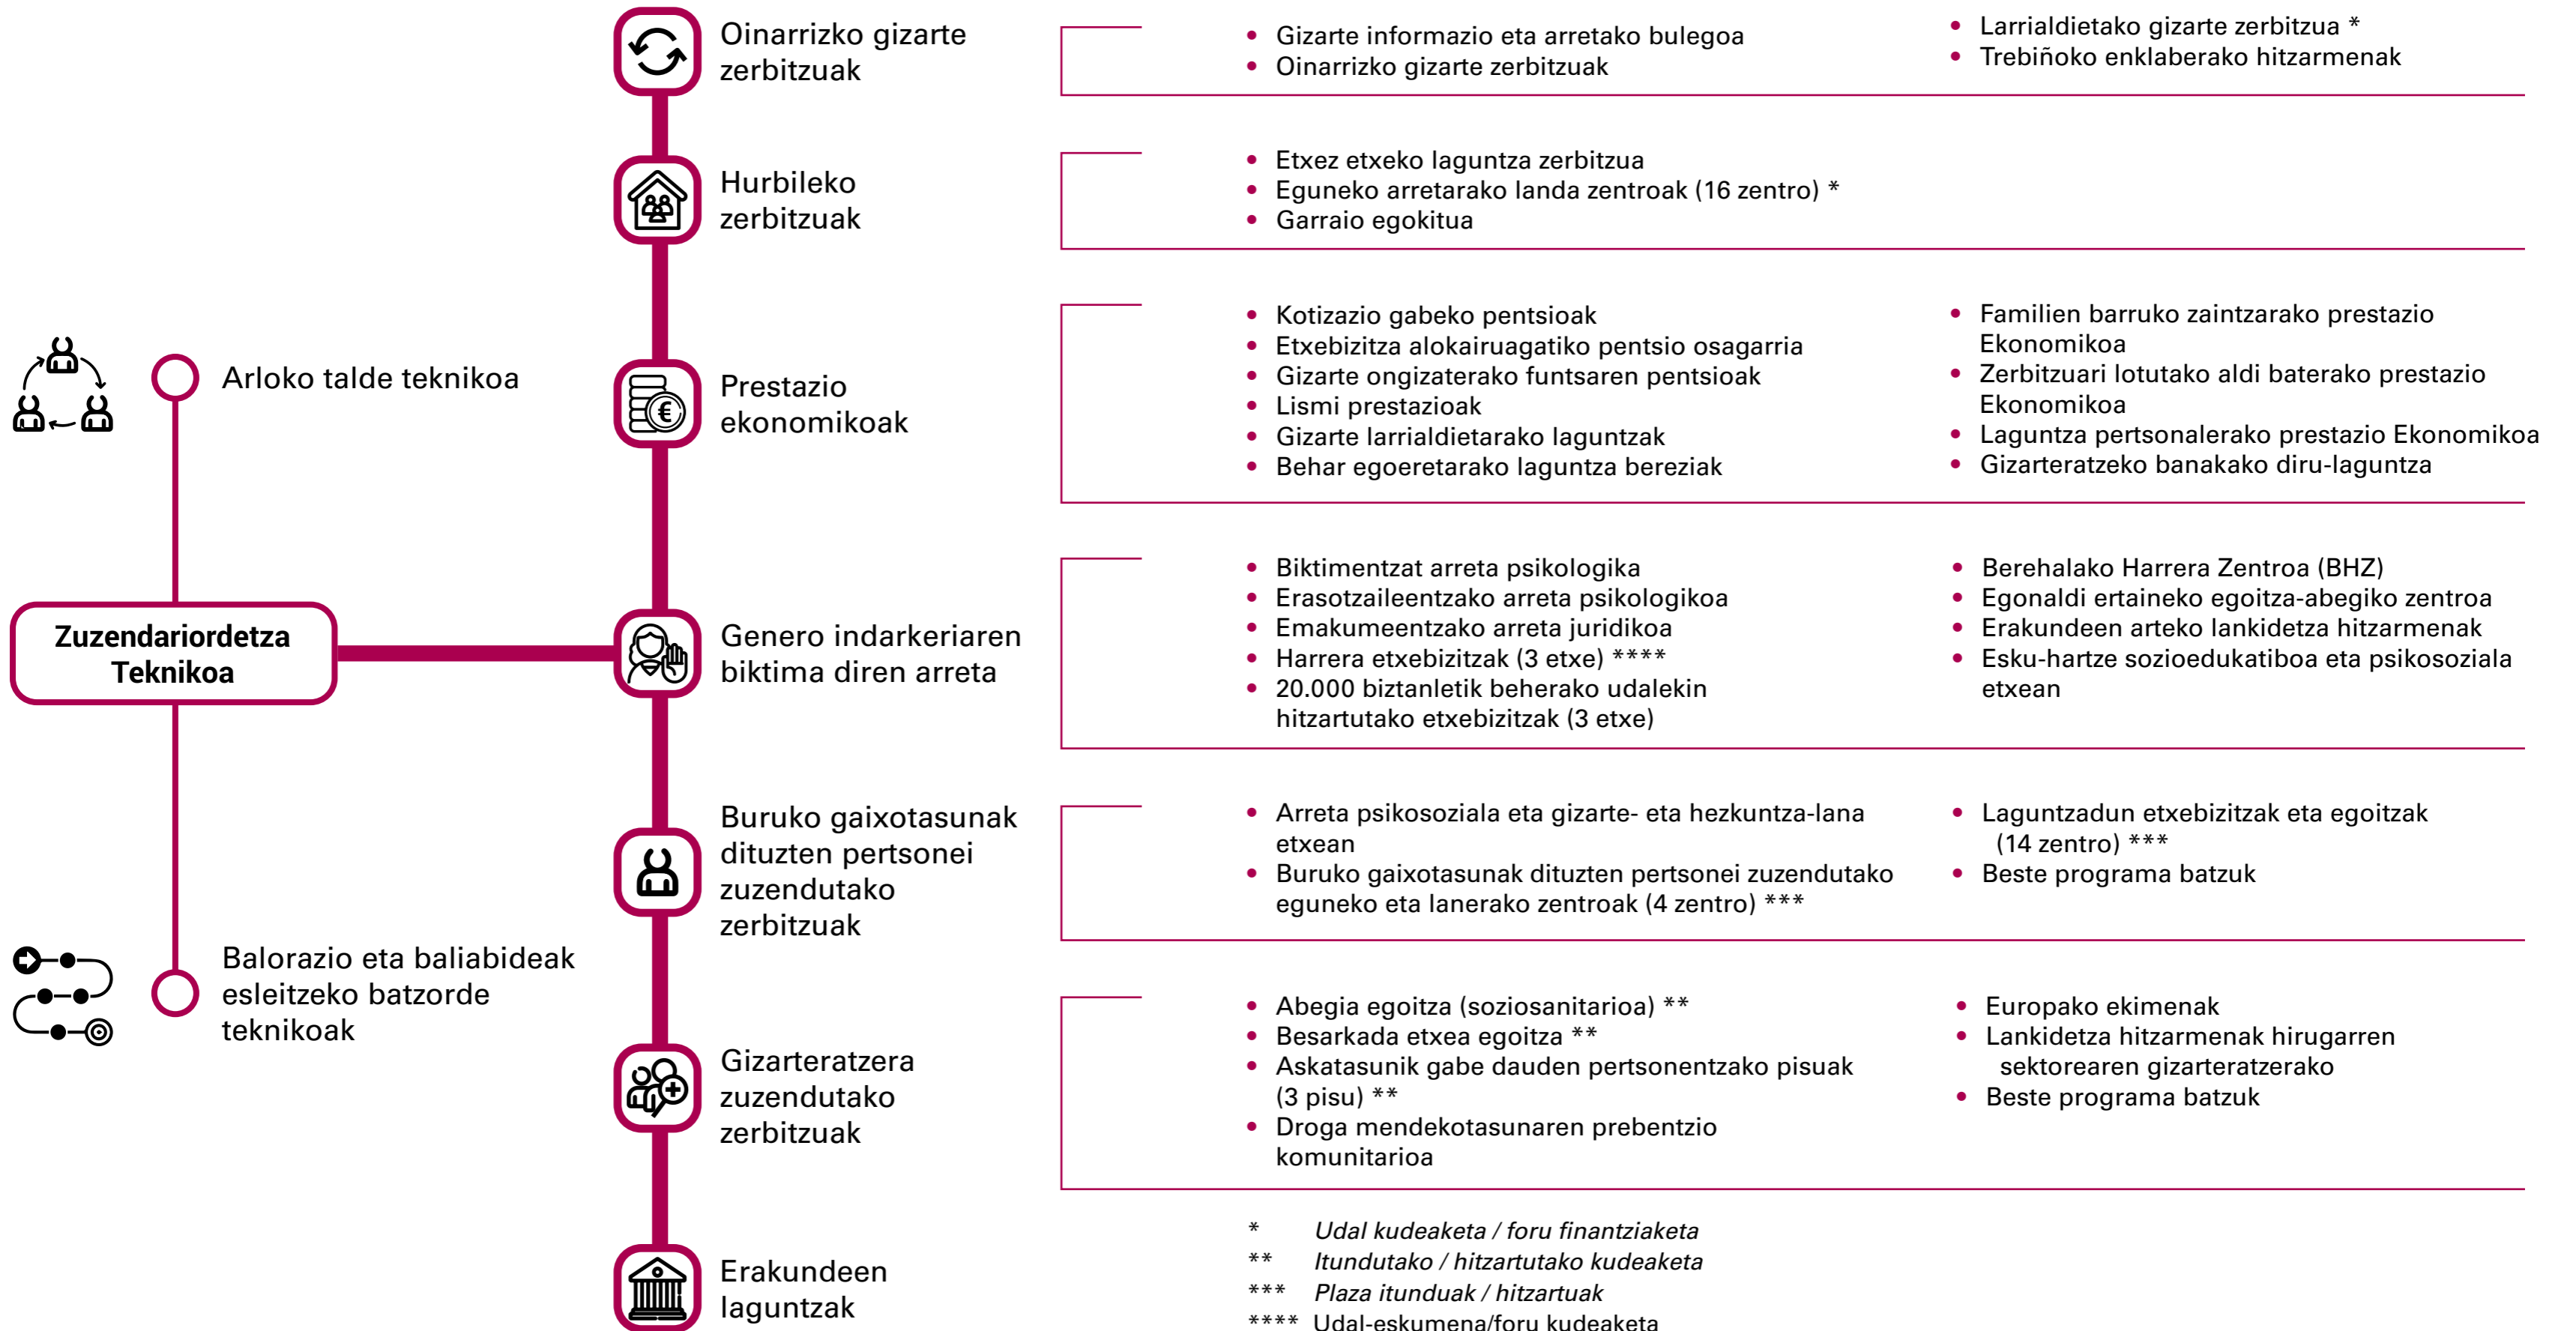 Oinarrizko gizarte
zerbitzuak
• Gizarte informazio eta arretako bulegoa
• Oinarrizko gizarte zerbitzuak
• Larrialdietako gizarte zerbitzua *
• Trebiñoko enklaberako hitzarmenak
Hurbileko
zerbitzuak
• Etxez etxeko laguntza zerbitzua
• Eguneko arretarako landa zentroak (16 zentro) *
• Garraio egokitua
Arloko talde teknikoa
Prestazio
ekonomikoak
• Kotizazio gabeko pentsioak
• Etxebizitza alokairuagatiko pentsio osagarria
• Gizarte ongizaterako funtsaren pentsioak
• Lismi prestazioak
• Gizarte larrialdietarako laguntzak
• Behar egoeretarako laguntza bereziak
• Familien barruko zaintzarako prestazio
Ekonomikoa
• Zerbitzuari lotutako aldi baterako prestazio
Ekonomikoa
• Laguntza pertsonalerako prestazio Ekonomikoa
• Gizarteratzeko banakako diru-laguntza
Zuzendariordetza
Teknikoa
Genero indarkeriaren
biktima diren arreta
• Biktimentzat arreta psikologika
• Erasotzaileentzako arreta psikologikoa
• Emakumeentzako arreta juridikoa
• Harrera etxebizitzak (3 etxe) ****
• 20.000 biztanletik beherako udalekin
hitzartutako etxebizitzak (3 etxe)
• Berehalako Harrera Zentroa (BHZ)
• Egonaldi ertaineko egoitza-abegiko zentroa
• Erakundeen arteko lankidetza hitzarmenak
• Esku-hartze sozioedukatiboa eta psikosoziala
etxean
Buruko gaixotasunak
dituzten pertsonei
zuzendutako
zerbitzuak
• Arreta psikosoziala eta gizarte- eta hezkuntza-lana
etxean
• Buruko gaixotasunak dituzten pertsonei zuzendutako
eguneko eta lanerako zentroak (4 zentro) ***
• Laguntzadun etxebizitzak eta egoitzak
(14 zentro) ***
• Beste programa batzuk
Balorazio eta baliabideak
esleitzeko batzorde
teknikoak
Gizarteratzera
zuzendutako
zerbitzuak
• Abegia egoitza (soziosanitarioa) **
• Besarkada etxea egoitza **
• Askatasunik gabe dauden pertsonentzako pisuak
(3 pisu) **
• Droga mendekotasunaren prebentzio
komunitarioa
• Europako ekimenak
• Lankidetza hitzarmenak hirugarren
sektorearen gizarteratzerako
• Beste programa batzuk
Erakundeen
laguntzak
* Udal kudeaketa / foru finantziaketa
** Itundutako / hitzartutako kudeaketa
*** Plaza itunduak / hitzartuak
**** Udal-eskumena/foru kudeaketa